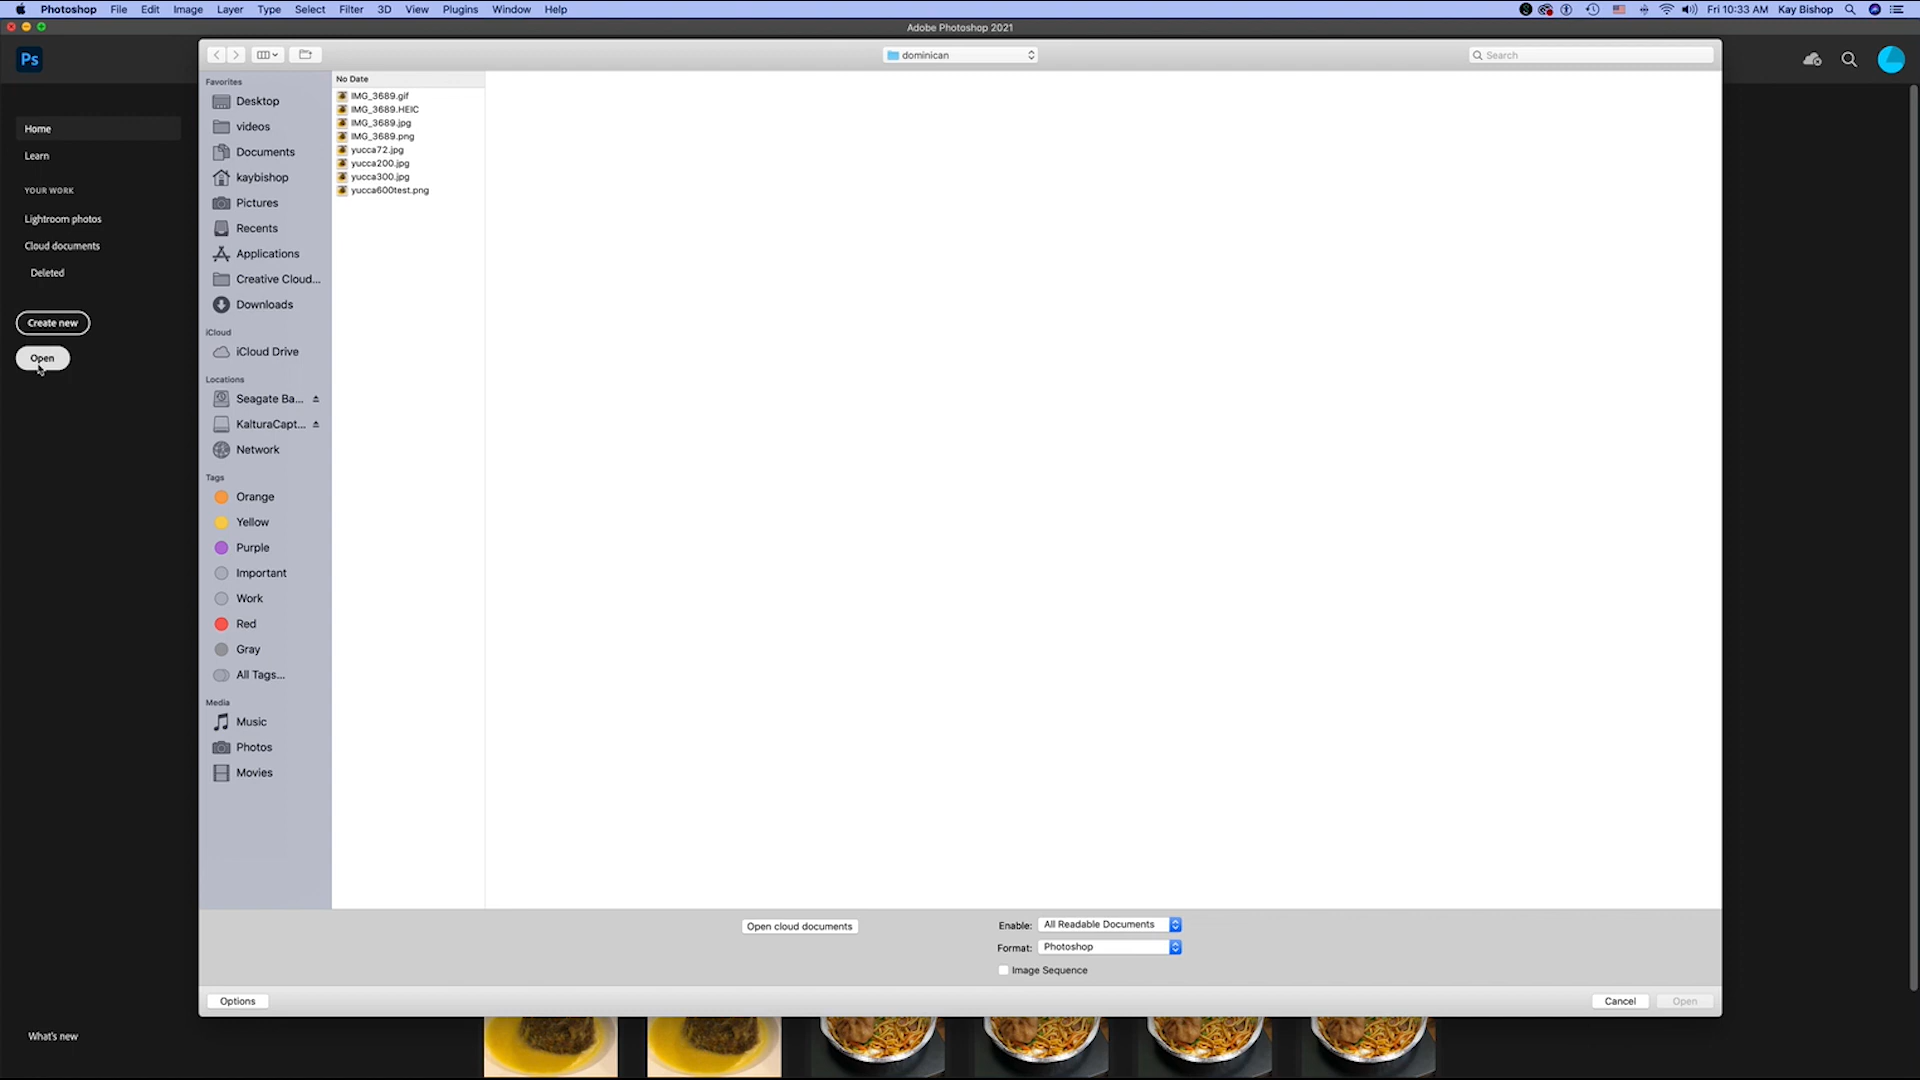 Photoshop File Edit Image Layer Type Select Filter 3D View Plugins Window Help Fri 10:33 AM Kay Bishop
Adobe Photoshop 2021
Ps
Home
Learn
YOUR WORK
Lightroom photos
Cloud documents
Deleted
Create new
Open
What's new
dominican
Search
Favorites
Desktop
videos
Documents
kaybishop
Pictures
Recents
Applications
Creative Cloud...
Downloads
iCloud
iCloud Drive
Locations
Seagate Ba...
KalturaCapt...
Network
Tags
Orange
Yellow
Purple
Important
Work
Red
Gray
All Tags...
Media
Music
Photos
Movies
No Date
IMG_3689.gif
IMG_3689.HEIC
IMG_3689.jpg
IMG_3689.png
yucca72.jpg
yucca200.jpg
yucca300.jpg
yucca600test.png
Open cloud documents
Enable: All Readable Documents
Format: Photoshop
Image Sequence
Options
Cancel
Open